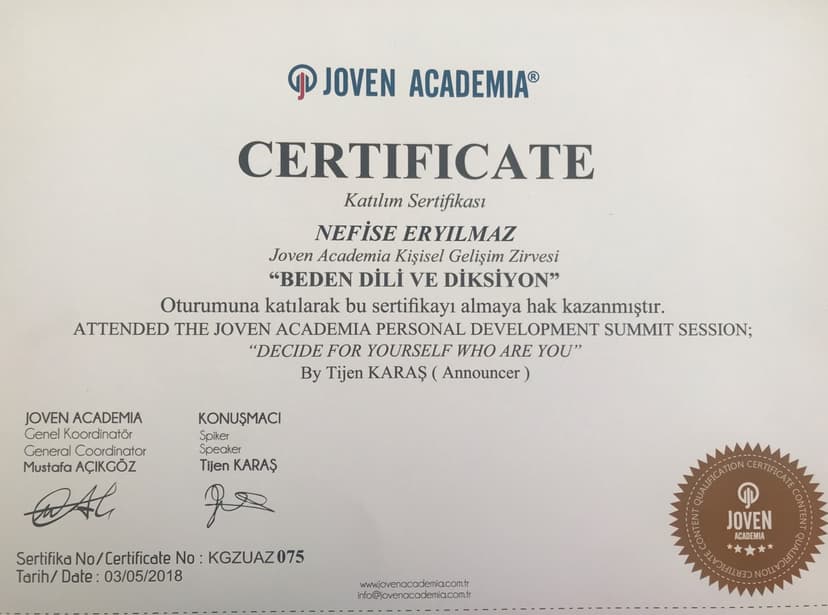 JOVEN ACADEMIA®
CERTIFICATE
Katılım Sertifikası
NEFİSE ERYILMAZ
Joven Academia Kişisel Gelişim Zirvesi
“BEDEN DİLİ VE DİKSİYON”
Oturumuna katılarak bu sertifikayı almaya hak kazanmıştır.
ATTENDED THE JOVEN ACADEMIA PERSONAL DEVELOPMENT SUMMIT SESSION;
“DECIDE FOR YOURSELF WHO ARE YOU”
By Tijen KARAŞ ( Announcer )
JOVEN ACADEMIA
Genel Koordinatör
General Coordinator
Mustafa AÇIKGÖZ
KONUŞMACI
Spiker
Speaker
Tijen KARAŞ
CONTENT QUALIFICATION CERTIFICATE CONTENT QUALIFICATION CERTIFICATE
JOVEN
ACADEMIA
Sertifika No/Certificate No : KGZUAZ 075
Tarih/ Date : 03/05/2018
www.jovenacademia.com.tr
info@jovenacademia.com.tr